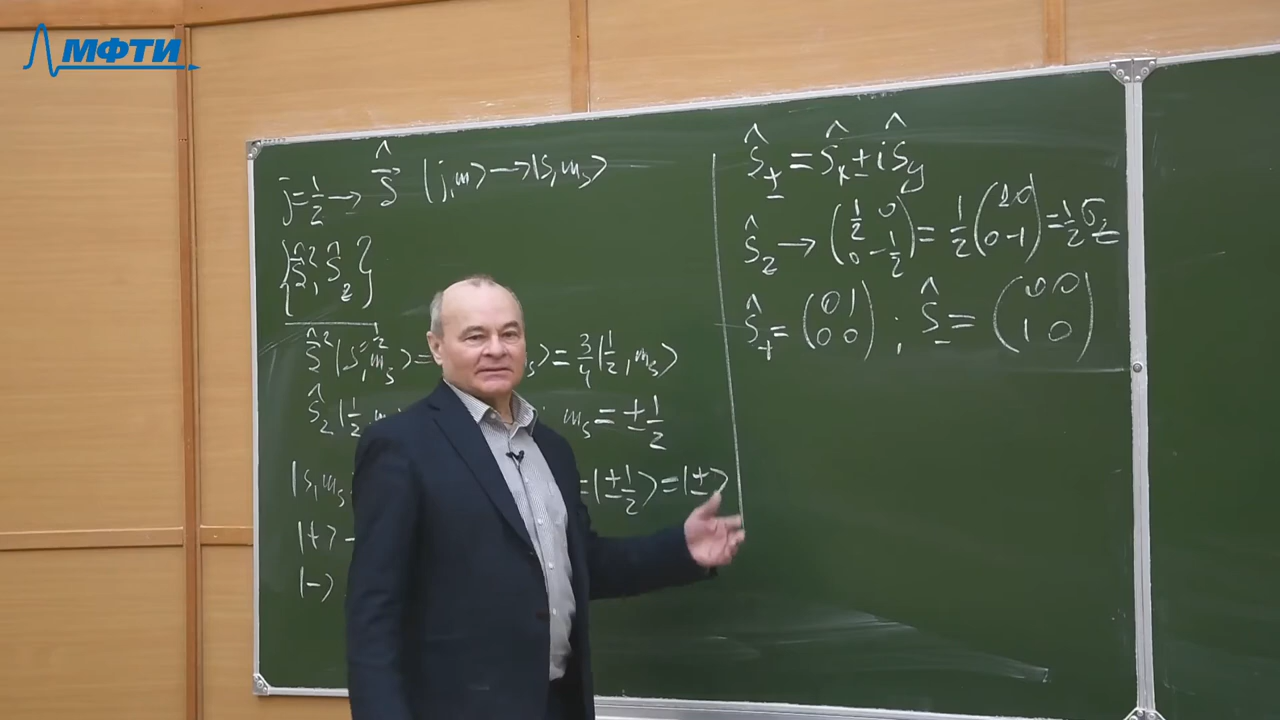 МФТИ
j=1/2 → Ŝ |j,m⟩ → |s,m_s⟩
{Ŝ², Ŝ_z}
Ŝ²|s,m_s⟩= ⟩=3/4|1/2,m_s⟩
Ŝ_z|1/2,m m_s=±1/2
|s,m_s =|±1/2⟩=|±⟩
|+⟩
|−⟩
Ŝ_±=Ŝ_x±iŜ_y
Ŝ_z → (1/2 0 0 -1/2)=1/2(1 0 0 -1)=1/2σ_z
Ŝ_+=(0 1 0 0); Ŝ_-=(0 0 1 0)